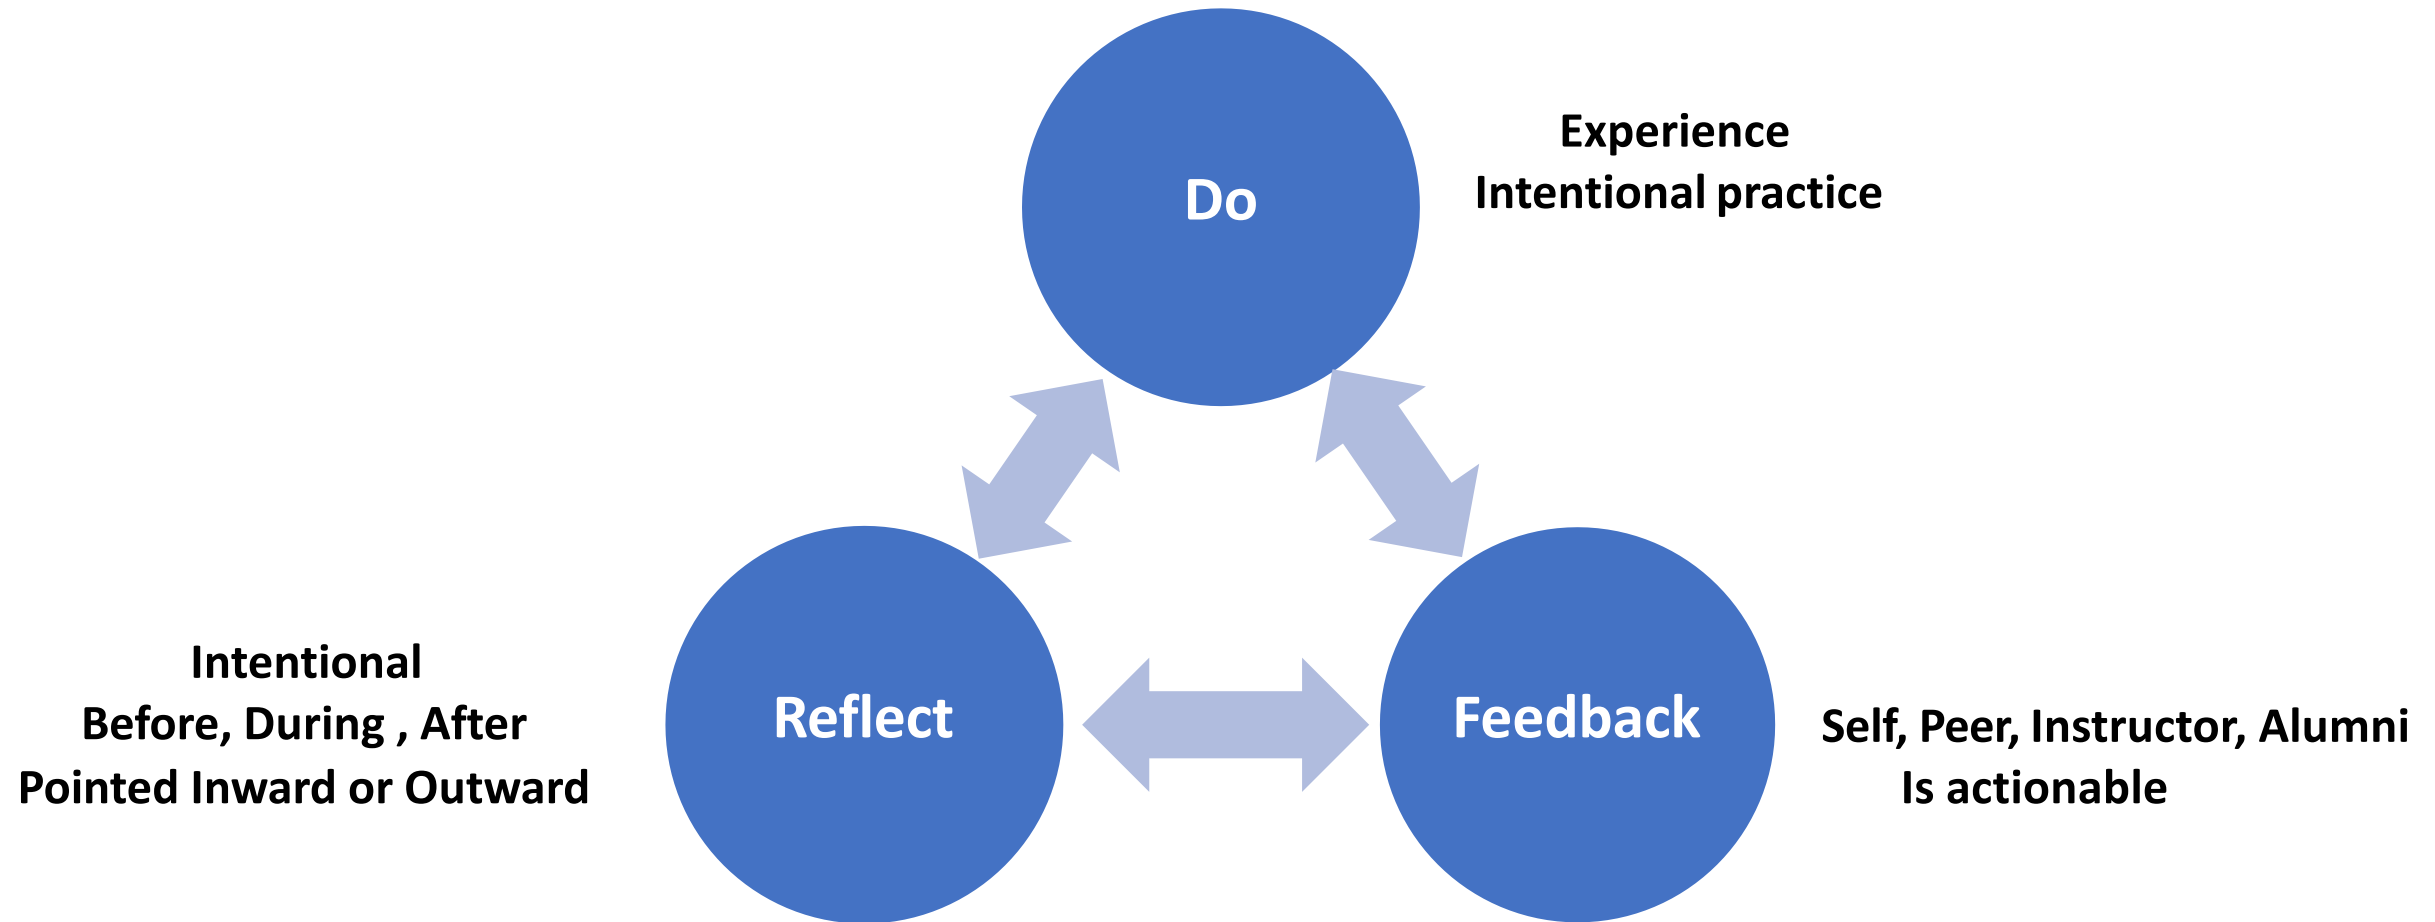 Do
Experience
Intentional practice
Reflect
Intentional
Before, During , After
Pointed Inward or Outward
Feedback
Self, Peer, Instructor, Alumni
Is actionable